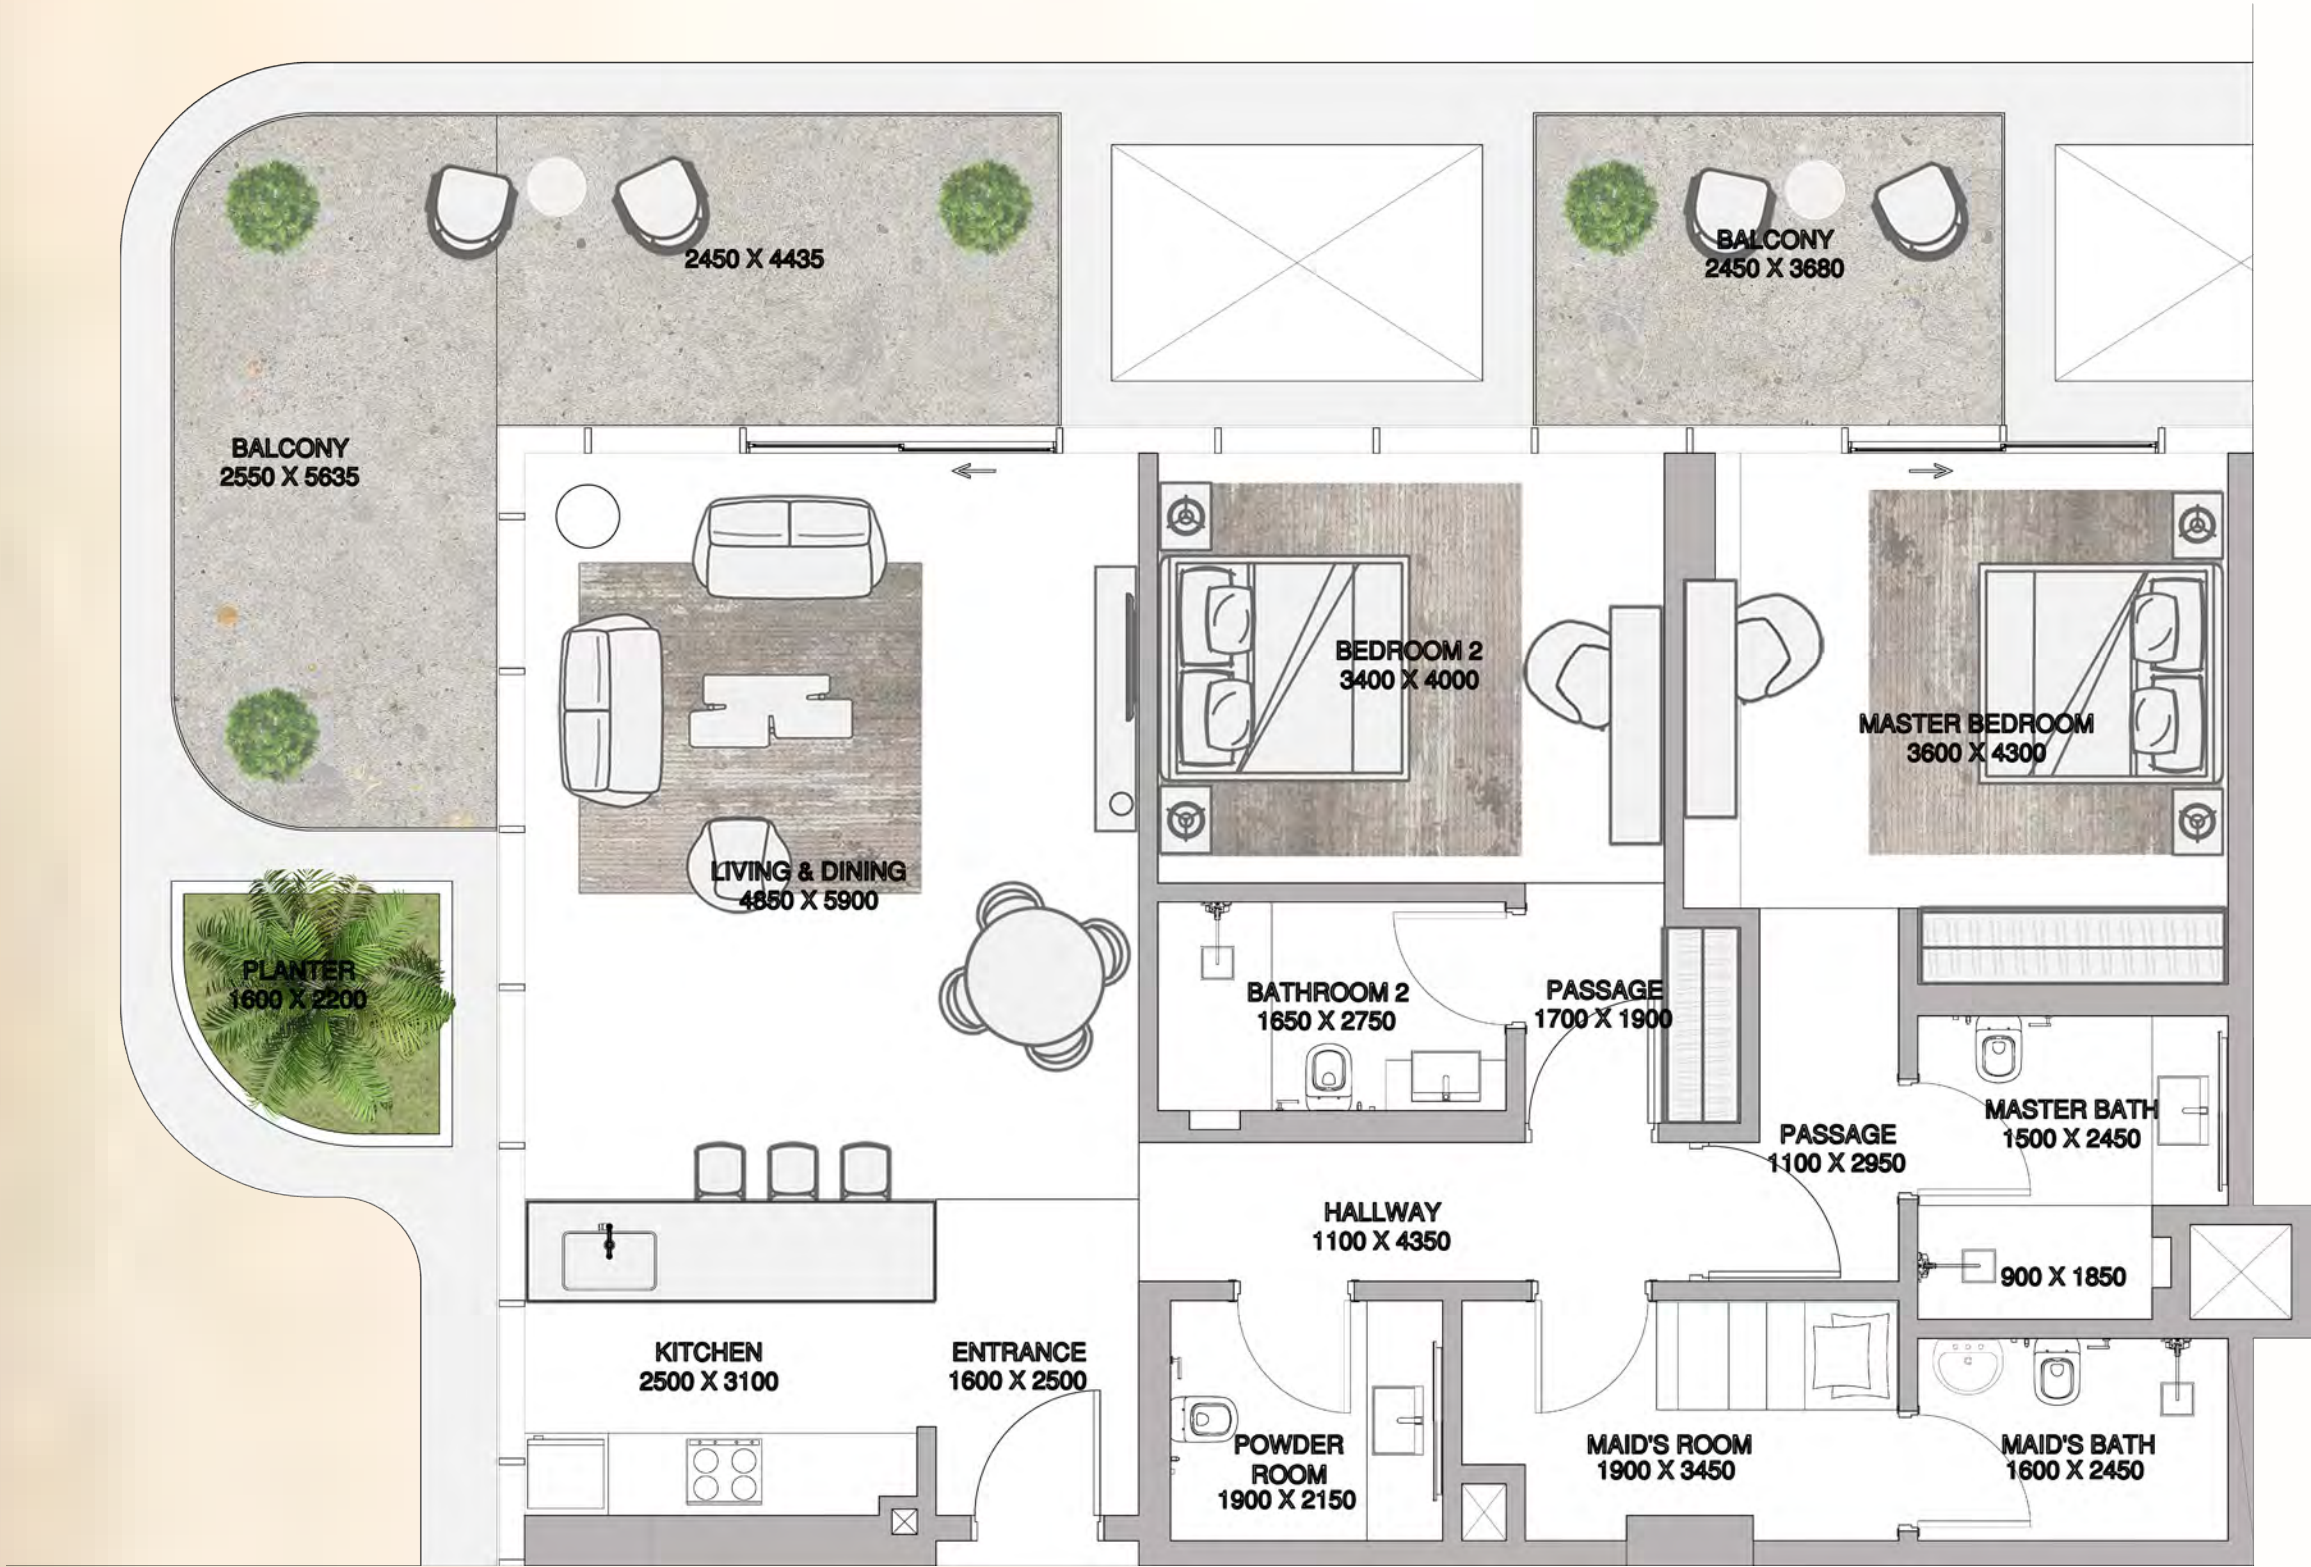 2450 X 4435
BALCONY
2450 X 3680
BALCONY
2550 X 5635
BEDROOM 2
3400 X 4000
MASTER BEDROOM
3600 X 4300
LIVING & DINING
4850 X 5900
PLANTER
1600 X 2200
BATHROOM 2
1650 X 2750
PASSAGE
1700 X 1900
MASTER BATH
1500 X 2450
PASSAGE
1100 X 2950
HALLWAY
1100 X 4350
900 X 1850
KITCHEN
2500 X 3100
ENTRANCE
1600 X 2500
POWDER
ROOM
1900 X 2150
MAID'S ROOM
1900 X 3450
MAID'S BATH
1600 X 2450